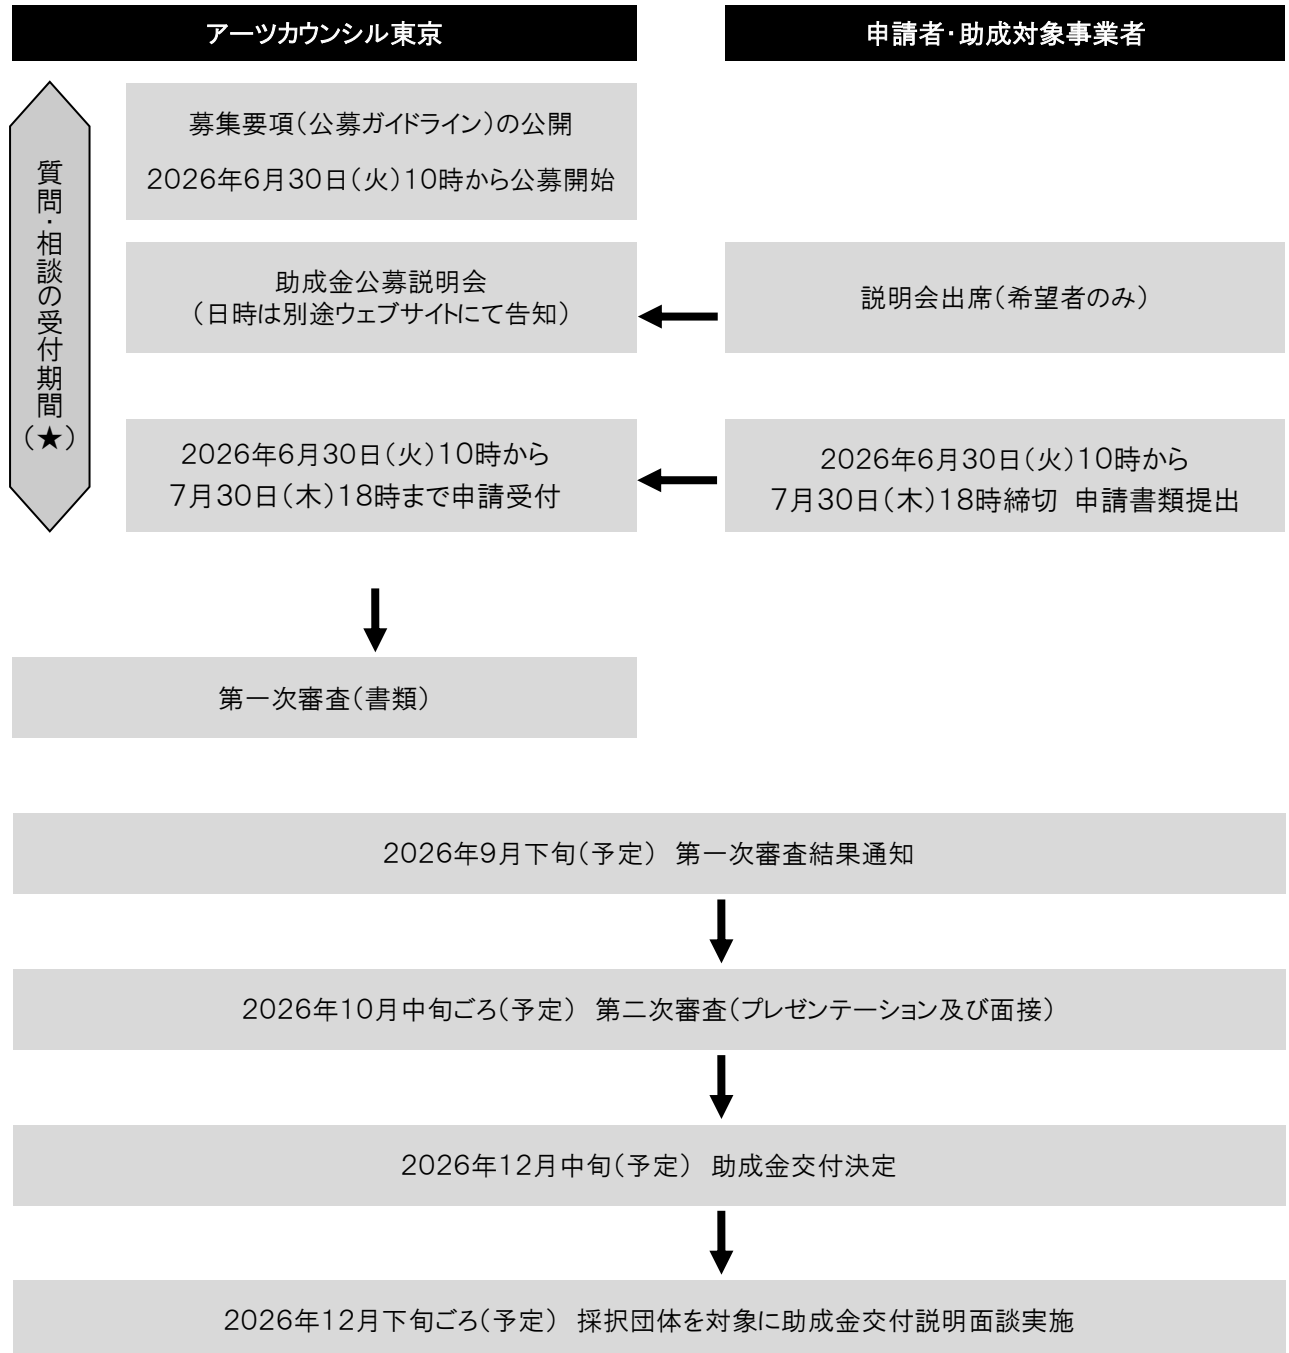 アーツカウンシル東京
申請者・助成対象事業者
質問・相談の受付期間(★)
募集要項(公募ガイドライン)の公開
2026年6月30日(火)10時から公募開始
助成金公募説明会
(日時は別途ウェブサイトにて告知)
説明会出席(希望者のみ)
2026年6月30日(火)10時から
7月30日(木)18時まで申請受付
2026年6月30日(火)10時から
7月30日(木)18時締切 申請書類提出
第一次審査(書類)
2026年9月下旬(予定) 第一次審査結果通知
2026年10月中旬ごろ(予定) 第二次審査(プレゼンテーション及び面接)
2026年12月中旬(予定) 助成金交付決定
2026年12月下旬ごろ(予定) 採択団体を対象に助成金交付説明面談実施